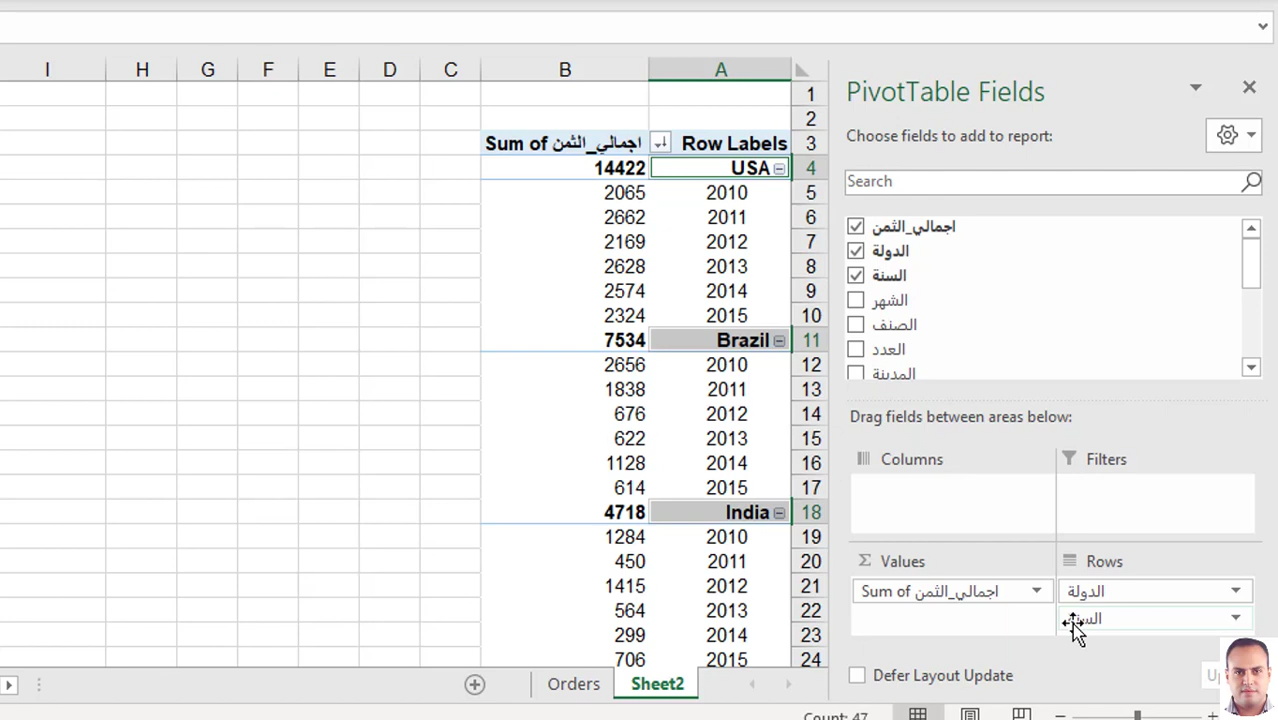 I H G F E D C B A
1
2
Sum of اجمالي_الثمن Row Labels 3
14422 USA 4
2065 2010 5
2662 2011 6
2169 2012 7
2628 2013 8
2574 2014 9
2324 2015 10
7534 Brazil 11
2656 2010 12
1838 2011 13
676 2012 14
622 2013 15
1128 2014 16
614 2015 17
4718 India 18
1284 2010 19
450 2011 20
1415 2012 21
564 2013 22
299 2014 23
706 2015 24
Orders Sheet2
Count: 47
PivotTable Fields
Choose fields to add to report:
Search
اجمالي_الثمن
الدولة
السنة
الشهر
الصنف
العدد
المدينة
Drag fields between areas below:
Columns Filters
Σ Values Rows
Sum of اجمالي_الثمن الدولة
Defer Layout Update